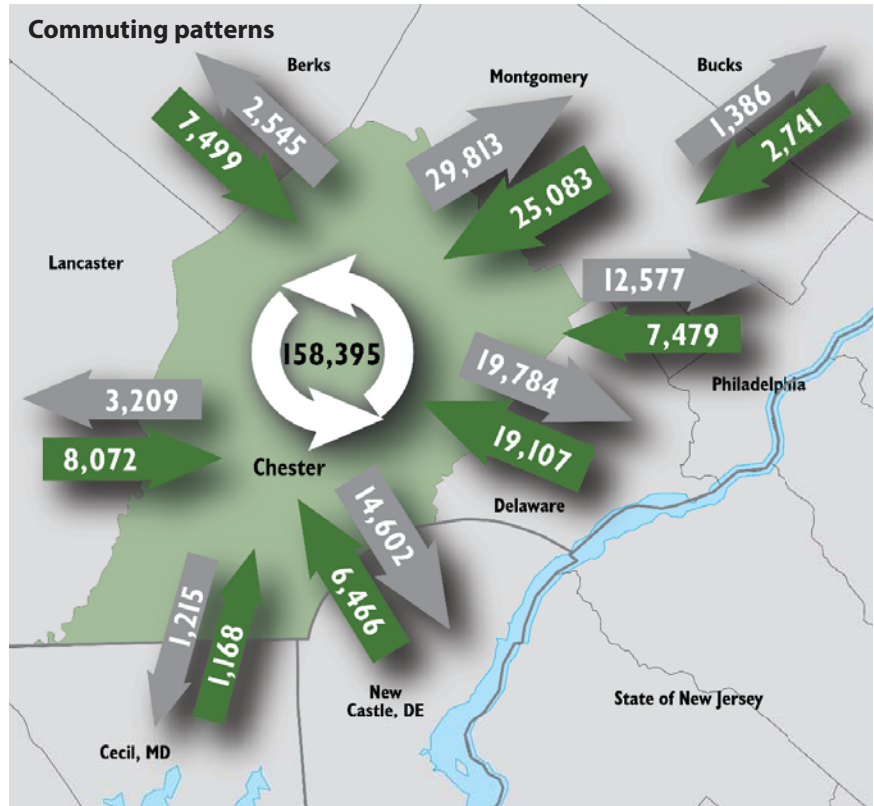 Commuting patterns
Berks
Montgomery
Bucks
2,545
7,499
29,813
25,083
1,386
2,741
Lancaster
12,577
7,479
158,395
Philadelphia
3,209
8,072
19,784
19,107
Chester
Delaware
14,602
6,466
1,215
1,168
New
Castle, DE
State of New Jersey
Cecil, MD